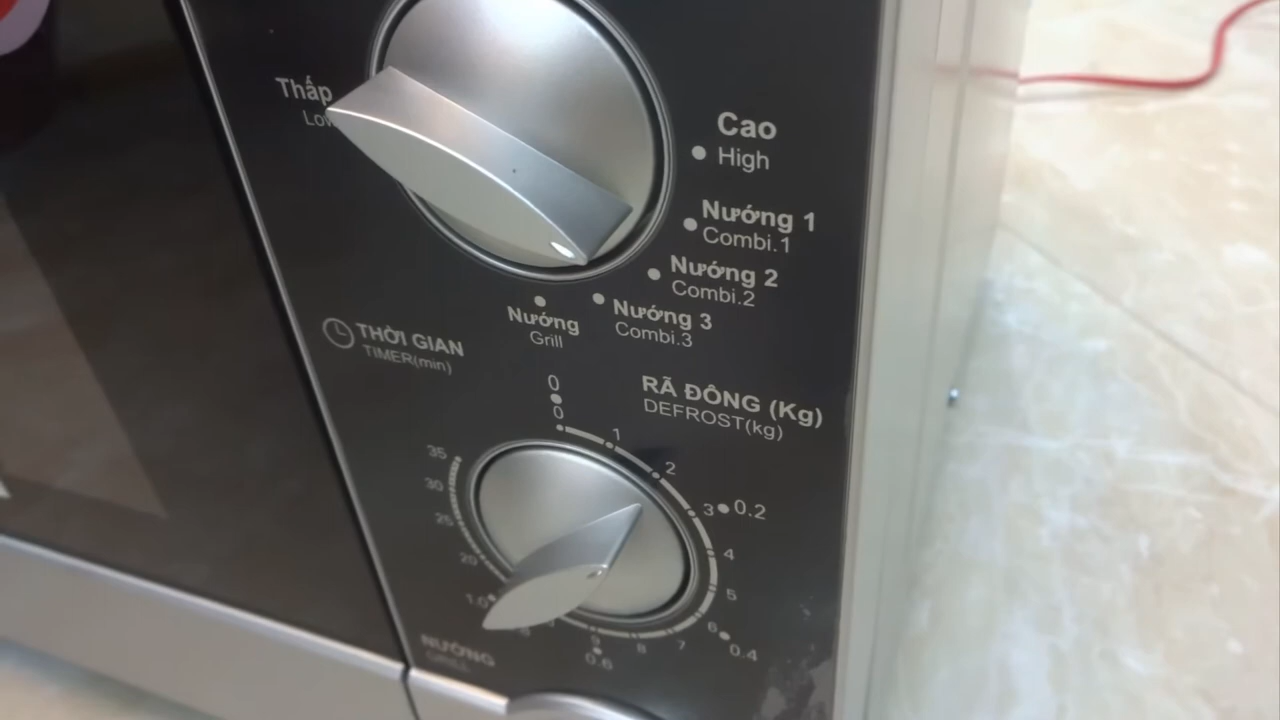 Thấp
Cao
High
Nướng 1
Combi.1
Nướng 2
Combi.2
Nướng 3
Combi.3
Nướng
Grill
THỜI GIAN
TIMER(min)
RÃ ĐÔNG (Kg)
DEFROST(kg)
0
0
1
2
3 0.2
4
5
6
0.4
7
8
9
0.6
1.0
20
25
30
35
NƯỚNG
GRILL